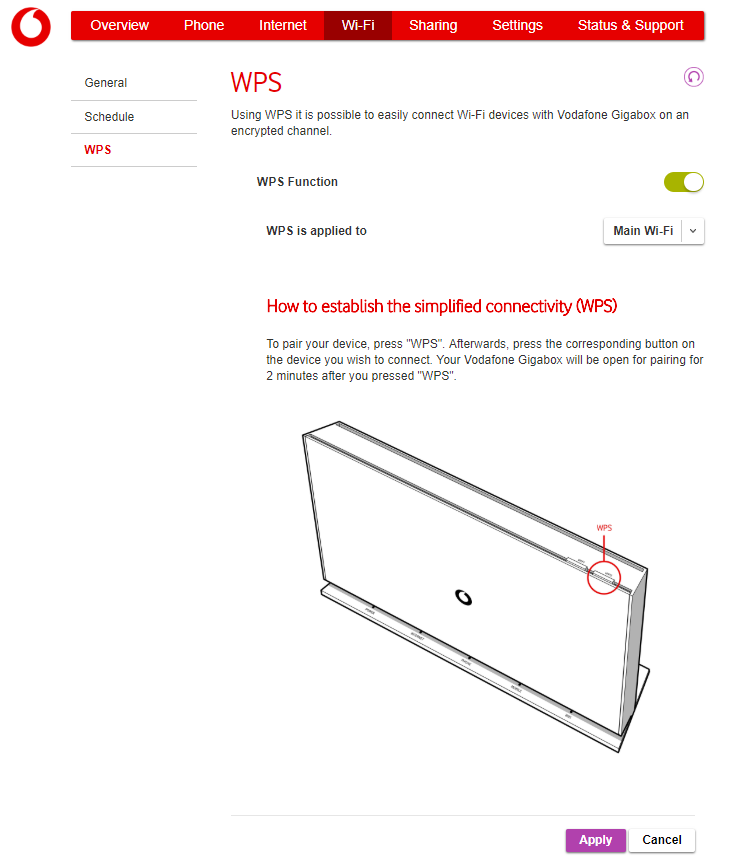 Overview Phone Internet Wi-Fi Sharing Settings Status & Support
General
Schedule
WPS
WPS
Using WPS it is possible to easily connect Wi-Fi devices with Vodafone Gigabox on an
encrypted channel.
WPS Function
WPS is applied to
Main Wi-Fi
How to establish the simplified connectivity (WPS)
To pair your device, press "WPS". Afterwards, press the corresponding button on
the device you wish to connect. Your Vodafone Gigabox will be open for pairing for
2 minutes after you pressed "WPS".
WPS
POWER
INTERNET
Apply Cancel